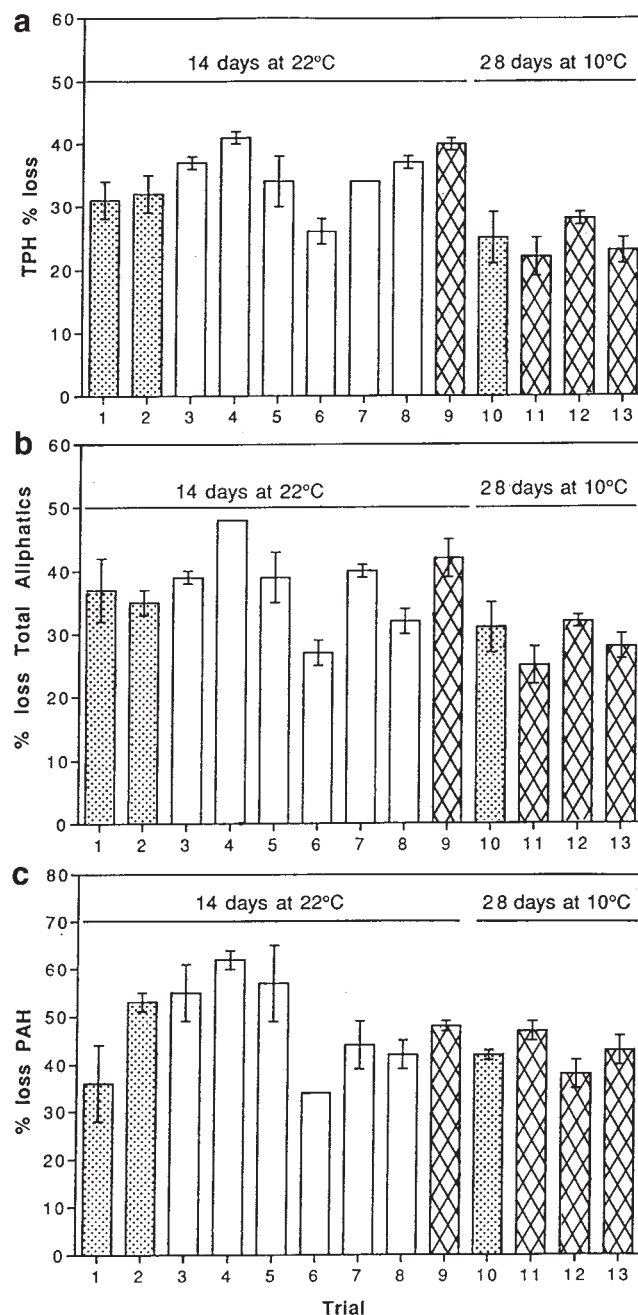 a
60
14 days at 22°C
28 days at 10°C
50
40
30
20
10
0
TPH % loss
1 2 3 4 5 6 7 8 9 10 11 12 13
b
60
14 days at 22°C
28 days at 10°C
50
40
30
20
10
0
% loss Total Aliphatics
1 2 3 4 5 6 7 8 9 10 11 12 13
c
80
14 days at 22°C
28 days at 10°C
70
60
50
40
30
20
10
0
% loss PAH
1 2 3 4 5 6 7 8 9 10 11 12 13
Trial